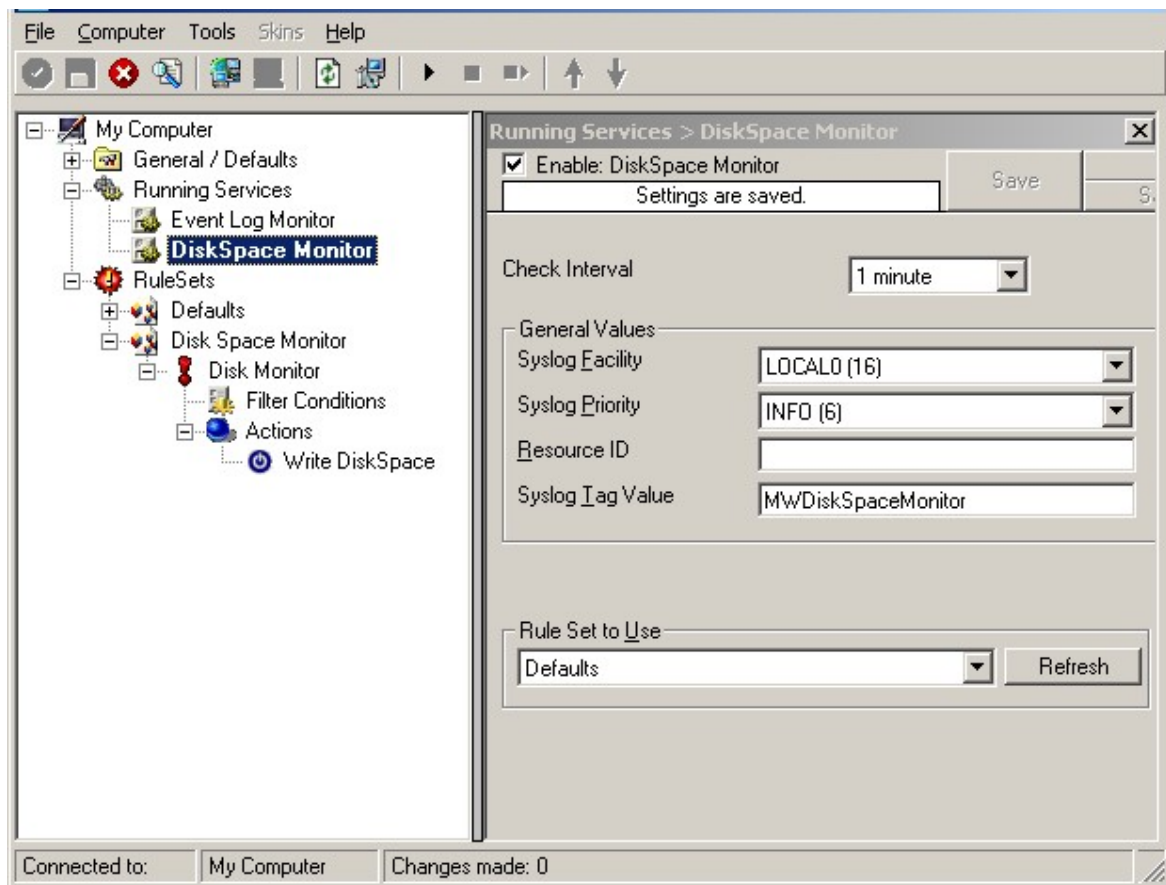 File Computer Tools Skins Help
My Computer
General / Defaults
Running Services
Event Log Monitor
DiskSpace Monitor
RuleSets
Defaults
Disk Space Monitor
Disk Monitor
Filter Conditions
Actions
Write DiskSpace
Running Services > DiskSpace Monitor
Enable: DiskSpace Monitor
Settings are saved.
Save
Check Interval
1 minute
General Values
Syslog Facility
LOCAL0 (16)
Syslog Priority
INFO (6)
Resource ID
Syslog Tag Value
MWDiskSpaceMonitor
Rule Set to Use
Defaults
Refresh
Connected to: My Computer Changes made: 0